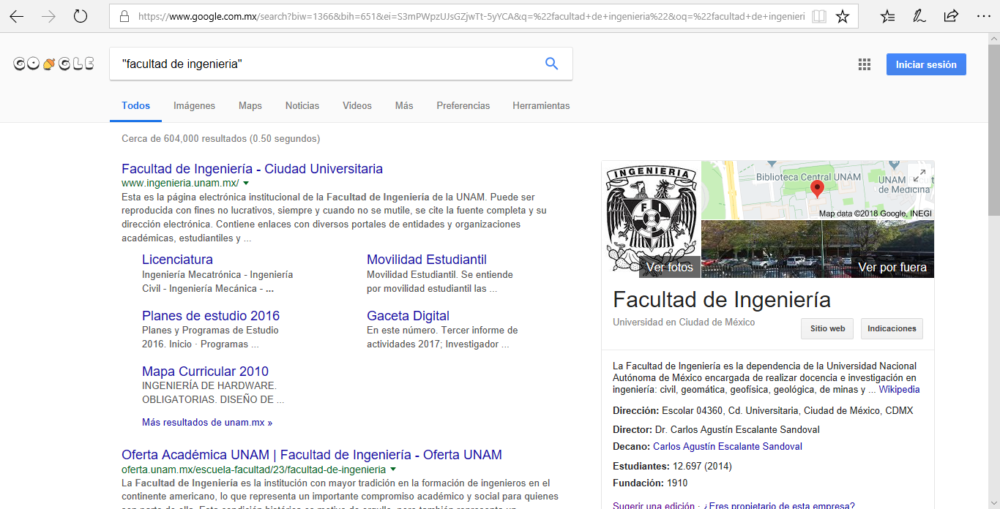 https://www.google.com.mx/search?biw=1366&bih=651&ei=S3mPWpzUJsGZjwTt-5yYCA&q=%22facultad+de+ingenieria%22&oq=%22facultad+de+ingenieri
GOOGLE
"facultad de ingenieria"
Iniciar sesión
Todos Imágenes Maps Noticias Videos Más Preferencias Herramientas
Cerca de 604,000 resultados (0.50 segundos)
Facultad de Ingeniería - Ciudad Universitaria
www.ingenieria.unam.mx/
Esta es la página electrónica institucional de la Facultad de Ingeniería de la UNAM. Puede ser
reproducida con fines no lucrativos, siempre y cuando no se mutile, se cite la fuente completa y su
dirección electrónica. Contiene enlaces con diversos portales de entidades y organizaciones
académicas, estudiantiles y ...
Licenciatura
Ingeniería Mecatrónica - Ingeniería
Civil - Ingeniería Mecánica - ...
Movilidad Estudiantil
Movilidad Estudiantil. Se entiende
por movilidad estudiantil las ...
Planes de estudio 2016
Planes y Programas de Estudio
2016. Inicio · Programas ...
Gaceta Digital
En este número. Tercer informe de
actividades 2017; Investigador ...
Mapa Curricular 2010
INGENIERÍA DE HARDWARE.
OBLIGATORIAS. DISEÑO DE ...
Más resultados de unam.mx »
Oferta Académica UNAM | Facultad de Ingeniería - Oferta UNAM
oferta.unam.mx/escuela-facultad/23/facultad-de-ingenieria
La Facultad de Ingeniería es la institución con mayor tradición en la formación de ingenieros en el
continente americano, lo que representa un importante compromiso académico y social para quienes
INGENIERIA
F I
Ver fotos
Biblioteca Central UNAM
UNAM
de Medicina
Map data ©2018 Google, INEGI
Ver por fuera
Facultad de Ingeniería
Universidad en Ciudad de México
Sitio web
Indicaciones
La Facultad de Ingeniería es la dependencia de la Universidad Nacional
Autónoma de México encargada de realizar docencia e investigación en
ingeniería: civil, geomática, geofísica, geológica, de minas y ... Wikipedia
Dirección: Escolar 04360, Cd. Universitaria, Ciudad de México, CDMX
Director: Dr. Carlos Agustín Escalante Sandoval
Decano: Carlos Agustín Escalante Sandoval
Estudiantes: 12.697 (2014)
Fundación: 1910
Sugerir una edición · ¿Eres propietario de esta empresa?